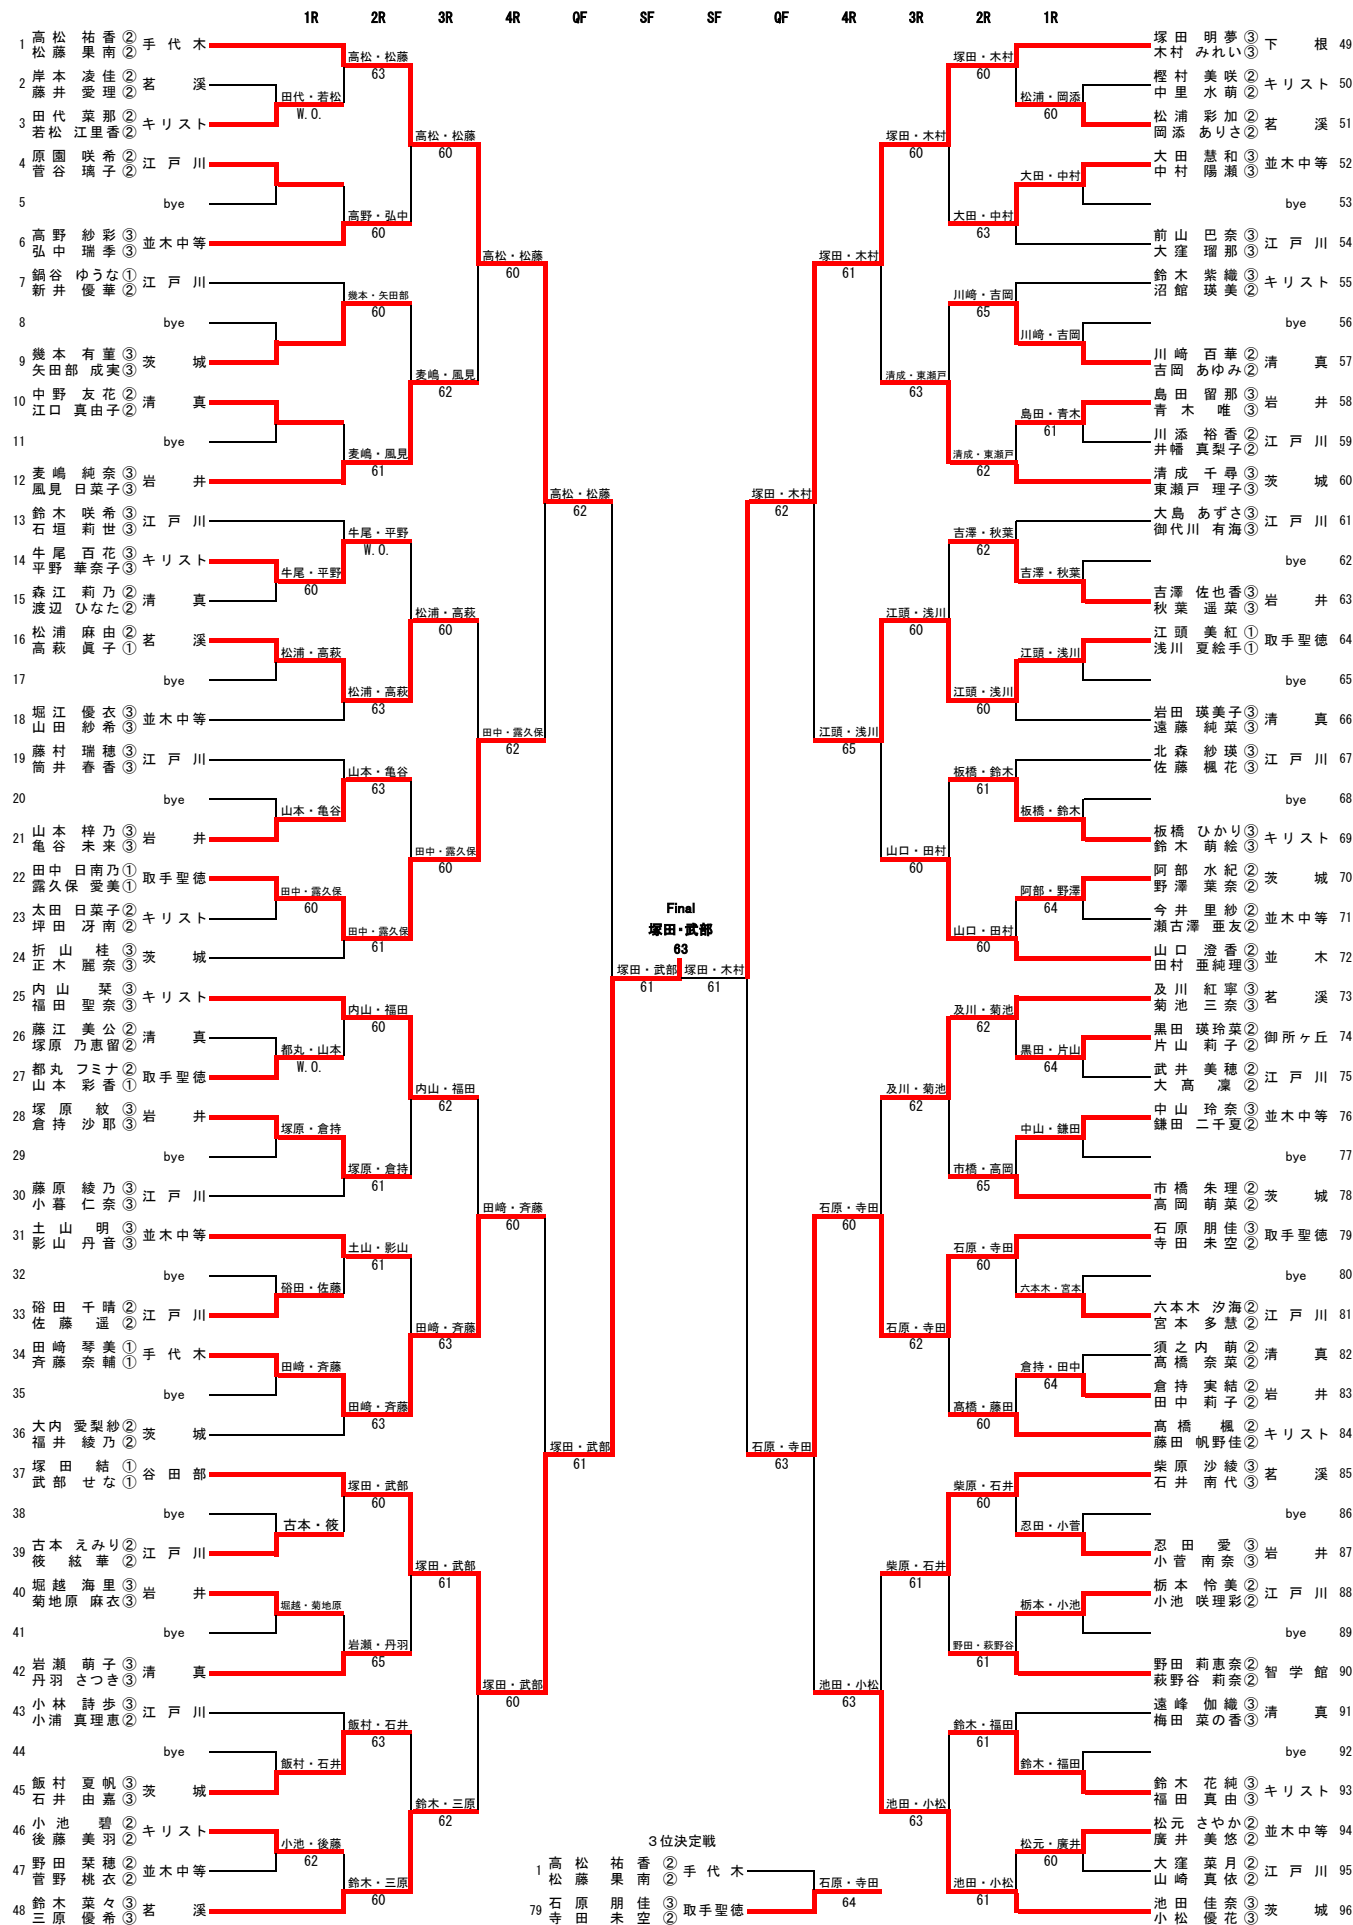 1R 2R 3R 4R QF SF SF QF 4R 3R 2R 1R
1 高松 祐香② 松藤 果南② 手代木
2 岸本 凌佳② 藤井 愛理② 茗溪
3 田代 菜那② 若松 江里香② キリスト
4 原園 咲希② 菅谷 璃子② 江戸川
5 bye
6 高野 紗彩③ 弘中 瑞季③ 並木中等
7 鍋谷 ゆうな① 新井 優華② 江戸川
8 bye
9 幾本 有菫③ 矢田部 成実③ 茨城
10 中野 友花② 江口 真由子② 清真
11 bye
12 麦嶋 純奈③ 風見 日菜子③ 岩井
13 鈴木 咲希③ 石垣 莉世③ 江戸川
14 牛尾 百花③ 平野 華奈子③ キリスト
15 森江 莉乃② 渡辺 ひなた② 清真
16 松浦 麻由② 高萩 眞子① 茗溪
17 bye
18 堀江 優衣③ 山田 紗希③ 並木中等
19 藤村 瑞穂③ 筒井 春香③ 江戸川
20 bye
21 山本 梓乃③ 亀谷 未来③ 岩井
22 田中 日南乃① 露久保 愛美① 取手聖徳
23 太田 日菜子② 坪田 冴南② キリスト
24 折山 桂③ 正木 麗奈③ 茨城
25 内山 栞③ 福田 聖奈③ キリスト
26 藤江 美公② 塚原 乃恵留② 清真
27 都丸 フミナ② 山本 彩香① 取手聖徳
28 塚原 紋③ 倉持 沙耶③ 岩井
29 bye
30 藤原 綾乃③ 小暮 仁奈③ 江戸川
31 土山 明③ 影山 丹音③ 並木中等
32 bye
33 硲田 千晴② 佐藤 遥② 江戸川
34 田﨑 琴美① 斉藤 奈輔① 手代木
35 bye
36 大内 愛梨紗② 福井 綾乃② 茨城
37 塚田 結① 武部 せな① 谷田部
38 bye
39 古本 えみり② 筱 絃華② 江戸川
40 堀越 海里③ 菊地原 麻衣③ 岩井
41 bye
42 岩瀬 萌子③ 丹羽 さつき③ 清真
43 小林 詩歩③ 小浦 真理恵② 江戸川
44 bye
45 飯村 夏帆③ 石井 由嘉③ 茨城
46 小池 碧② 後藤 美羽② キリスト
47 野田 栞穂② 菅野 桃衣② 並木中等
48 鈴木 菜々③ 三原 優希③ 茗溪
田代・若松 W.O.
牛尾・平野 60
松浦・高萩
山本・亀谷
田中・露久保 60
都丸・山本 W.O.
塚原・倉持
硲田・佐藤
田﨑・斉藤
古本・筱
堀越・菊地原
飯村・石井
小池・後藤 62
高松・松藤 63
高野・弘中 60
幾本・矢田部 60
麦嶋・風見 61
牛尾・平野 W.O.
松浦・高萩 63
山本・亀谷 63
田中・露久保 61
内山・福田 60
塚原・倉持 61
土山・影山 61
田﨑・斉藤 63
塚田・武部 60
岩瀬・丹羽 65
飯村・石井 63
鈴木・三原 60
高松・松藤 60
麦嶋・風見 62
松浦・高萩 60
田中・露久保 60
内山・福田 62
田﨑・斉藤 63
塚田・武部 61
鈴木・三原 62
高松・松藤 60
田中・露久保 62
田﨑・斉藤 60
塚田・武部 60
高松・松藤 62
塚田・武部 61
塚田・武部 61
Final
塚田・武部
63
塚田・木村 61
塚田・木村 62
石原・寺田 63
塚田・木村 61
江頭・浅川 65
石原・寺田 60
池田・小松 63
塚田・木村 60
清成・東瀬戸 63
江頭・浅川 60
山口・田村 60
及川・菊池 62
石原・寺田 62
柴原・石井 61
池田・小松 63
塚田・木村 60
大田・中村 63
川﨑・吉岡 65
清成・東瀬戸 62
吉澤・秋葉 62
江頭・浅川 60
板橋・鈴木 61
山口・田村 60
及川・菊池 62
市橋・高岡 65
石原・寺田 60
髙橋・藤田 60
柴原・石井 60
野田・萩野谷 61
鈴木・福田 61
池田・小松 61
松浦・岡添 60
大田・中村
川﨑・吉岡
島田・青木 61
吉澤・秋葉
江頭・浅川
板橋・鈴木
阿部・野澤 64
黒田・片山 64
中山・鎌田
六本木・宮本
倉持・田中 64
忍田・小菅
栃本・小池
鈴木・福田
松元・廣井 60
塚田 明夢③ 木村 みれい③ 下根 49
樫村 美咲② 中里 水萌② キリスト 50
松浦 彩加② 岡添 ありさ② 茗溪 51
大田 慧和③ 中村 陽瀬③ 並木中等 52
bye 53
前山 巴奈③ 大窪 瑠那③ 江戸川 54
鈴木 紫織③ 沼館 瑛美② キリスト 55
bye 56
川﨑 百華② 吉岡 あゆみ② 清真 57
島田 留那③ 青木 唯③ 岩井 58
川添 裕香② 井幡 真梨子② 江戸川 59
清成 千尋③ 東瀬戸 理子③ 茨城 60
大島 あずさ③ 御代川 有海③ 江戸川 61
bye 62
吉澤 佐也香③ 秋葉 遥菜③ 岩井 63
江頭 美紅① 浅川 夏絵手① 取手聖徳 64
bye 65
岩田 瑛美子③ 遠藤 純菜③ 清真 66
北森 紗瑛③ 佐藤 楓花③ 江戸川 67
bye 68
板橋 ひかり③ 鈴木 萌絵③ キリスト 69
阿部 水紀② 野澤 葉奈② 茨城 70
今井 里紗② 瀬古澤 亜友② 並木中等 71
山口 澄香② 田村 亜純理③ 並木 72
及川 紅寧③ 菊池 三奈③ 茗溪 73
黒田 瑛玲菜② 片山 莉子② 御所ヶ丘 74
武井 美穂② 大髙 凜② 江戸川 75
中山 玲奈③ 鎌田 二千夏② 並木中等 76
bye 77
市橋 朱理② 高岡 萌菜② 茨城 78
石原 朋佳③ 寺田 未空② 取手聖徳 79
bye 80
六本木 汐海② 宮本 多慧② 江戸川 81
須之内 萌② 髙橋 奈菜② 清真 82
倉持 実結② 田中 莉子② 岩井 83
髙橋 楓② 藤田 帆野佳② キリスト 84
柴原 沙綾③ 石井 南代③ 茗溪 85
bye 86
忍田 愛③ 小菅 南奈③ 岩井 87
栃本 怜美② 小池 咲理彩② 江戸川 88
bye 89
野田 莉恵奈② 萩野谷 莉奈② 智学館 90
遠峰 伽織③ 梅田 菜の香③ 清真 91
bye 92
鈴木 花純③ 福田 真由③ キリスト 93
松元 さやか② 廣井 美悠② 並木中等 94
大窪 菜月② 山崎 真依② 江戸川 95
池田 佳奈③ 小松 優花③ 茨城 96
３位決定戦
1 高松 祐香② 松藤 果南② 手代木
79 石原 朋佳③ 寺田 未空② 取手聖徳
石原・寺田 64